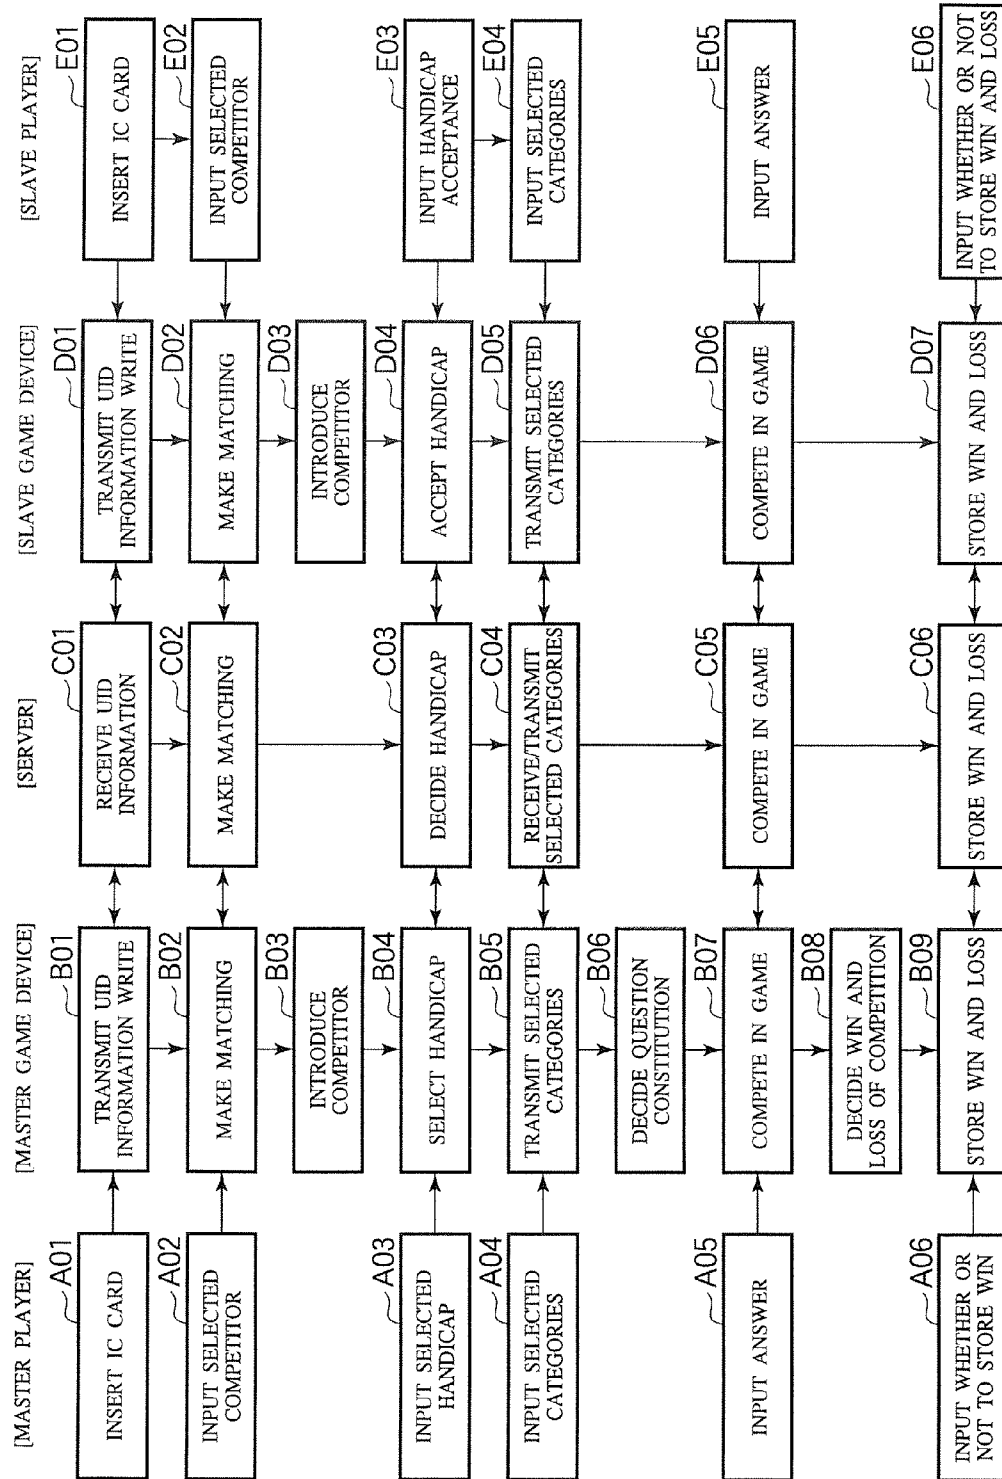 [MASTER PLAYER]
A01
INSERT IC CARD
A02
INPUT SELECTED
COMPETITOR
A03
INPUT SELECTED
HANDICAP
A04
INPUT SELECTED
CATEGORIES
A05
INPUT ANSWER
A06
INPUT WHETHER OR
NOT TO STORE WIN
[MASTER GAME DEVICE]
B01
TRANSMIT UID
INFORMATION WRITE
B02
MAKE MATCHING
B03
INTRODUCE
COMPETITOR
B04
SELECT HANDICAP
B05
TRANSMIT SELECTED
CATEGORIES
B06
DECIDE QUESTION
CONSTITUTION
B07
COMPETE IN GAME
B08
DECIDE WIN AND
LOSS OF COMPETITION
B09
STORE WIN AND LOSS
[SERVER]
C01
RECEIVE UID
INFORMATION
C02
MAKE MATCHING
C03
DECIDE HANDICAP
C04
RECEIVE/TRANSMIT
SELECTED CATEGORIES
C05
COMPETE IN GAME
C06
STORE WIN AND LOSS
[SLAVE GAME DEVICE]
D01
TRANSMIT UID
INFORMATION WRITE
D02
MAKE MATCHING
D03
INTRODUCE
COMPETITOR
D04
ACCEPT HANDICAP
D05
TRANSMIT SELECTED
CATEGORIES
D06
COMPETE IN GAME
D07
STORE WIN AND LOSS
[SLAVE PLAYER]
E01
INSERT IC CARD
E02
INPUT SELECTED
COMPETITOR
E03
INPUT HANDICAP
ACCEPTANCE
E04
INPUT SELECTED
CATEGORIES
E05
INPUT ANSWER
E06
INPUT WHETHER OR NOT
TO STORE WIN AND LOSS